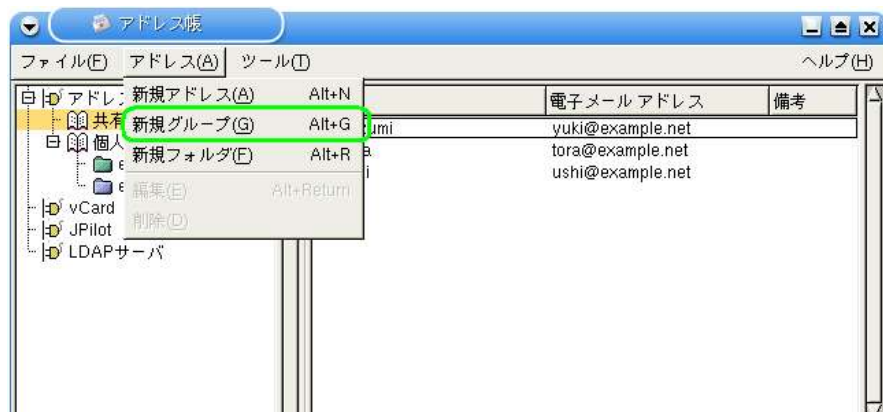 アドレス帳
ファイル(F) アドレス(A) ツール(T) ヘルプ(H)
新規アドレス(A) Alt+N
新規グループ(G) Alt+G
新規フォルダ(F) Alt+R
編集(E) Alt+Return
削除(D)
アドレ
共有
個人
vCard
JPilot
LDAPサーバ
電子メール アドレス 備考
umi yuki@example.net
a tora@example.net
i ushi@example.net